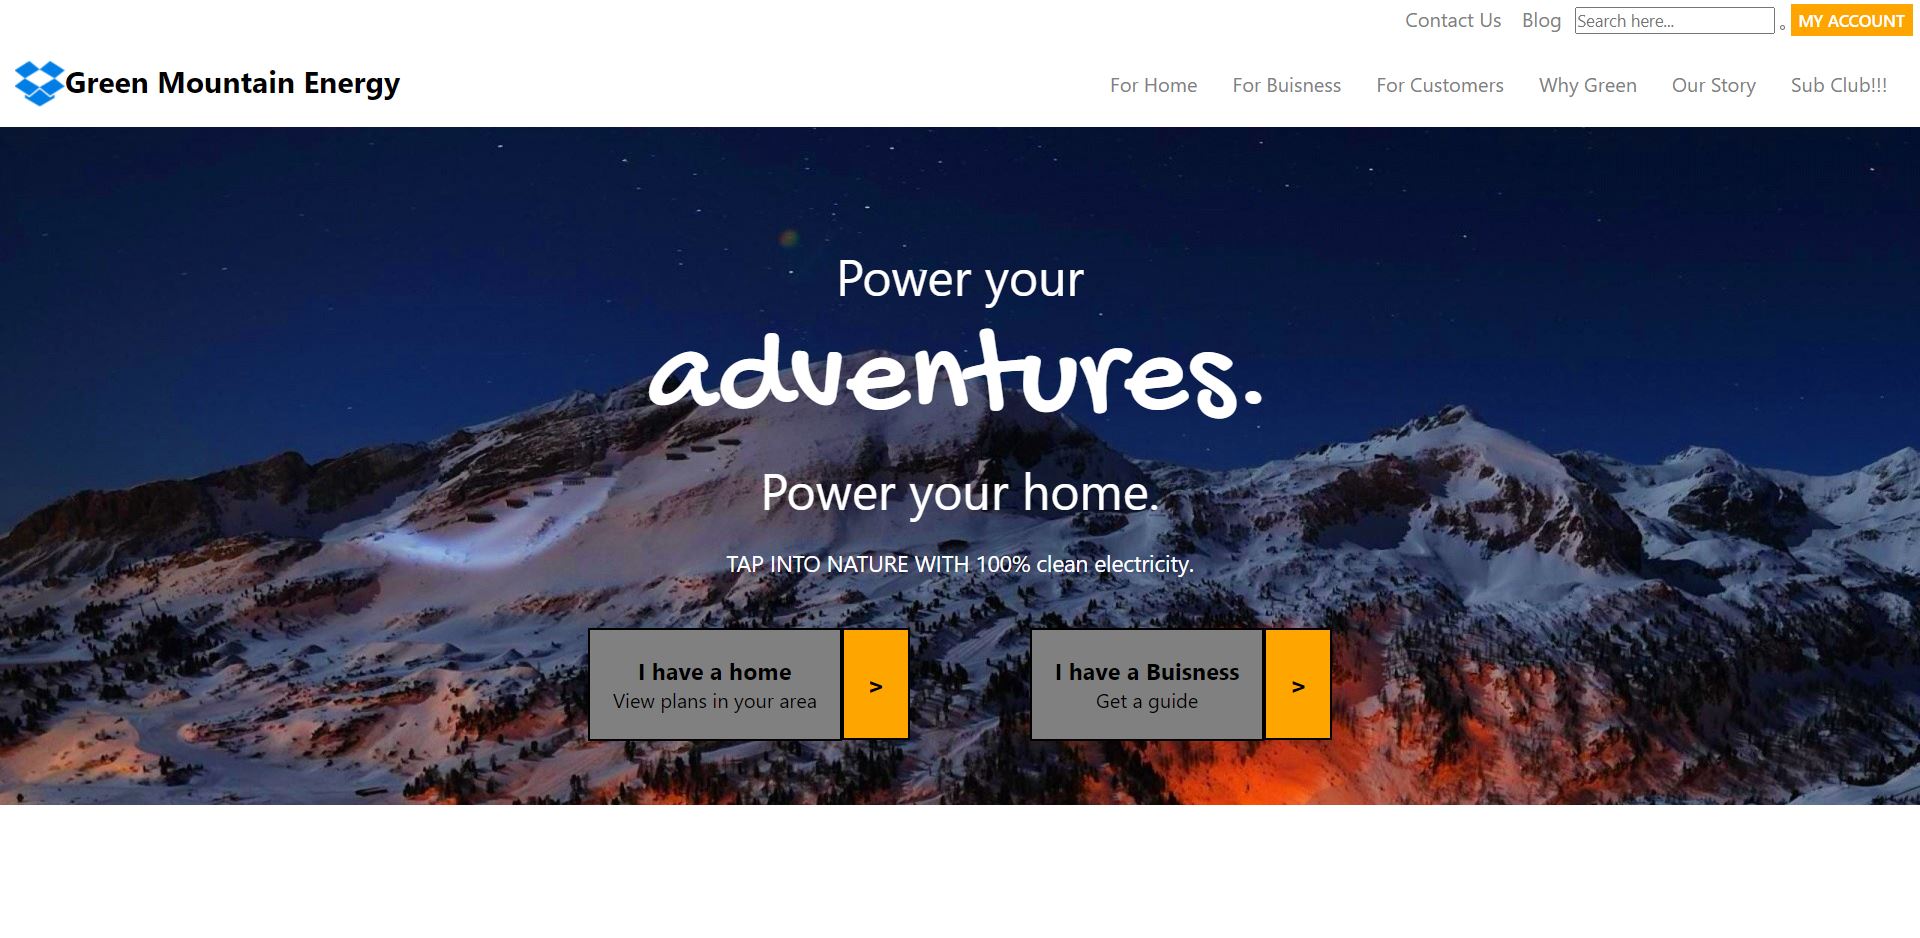 Contact Us Blog Search here... MY ACCOUNT
Green Mountain Energy
For Home For Buisness For Customers Why Green Our Story Sub Club!!!
Power your
adventures.
Power your home.
TAP INTO NATURE WITH 100% clean electricity.
I have a home
View plans in your area
>
I have a Buisness
Get a guide
>